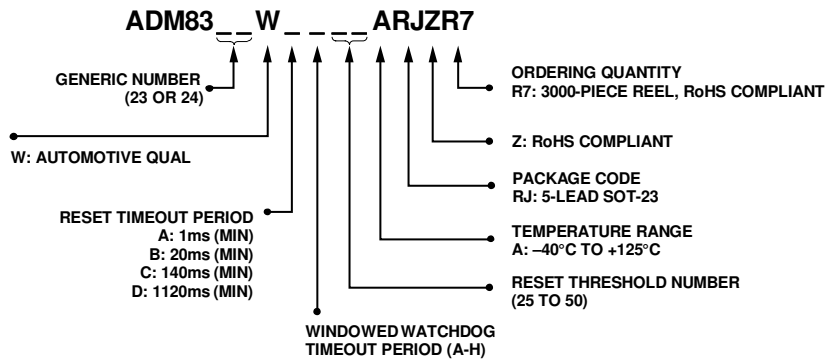 ADM83_ _ W _ _ _ _ ARJZR7
GENERIC NUMBER
(23 OR 24)
W: AUTOMOTIVE QUAL
RESET TIMEOUT PERIOD
A: 1ms (MIN)
B: 20ms (MIN)
C: 140ms (MIN)
D: 1120ms (MIN)
WINDOWED WATCHDOG
TIMEOUT PERIOD (A-H)
ORDERING QUANTITY
R7: 3000-PIECE REEL, RoHS COMPLIANT
Z: RoHS COMPLIANT
PACKAGE CODE
RJ: 5-LEAD SOT-23
TEMPERATURE RANGE
A: –40°C TO +125°C
RESET THRESHOLD NUMBER
(25 TO 50)